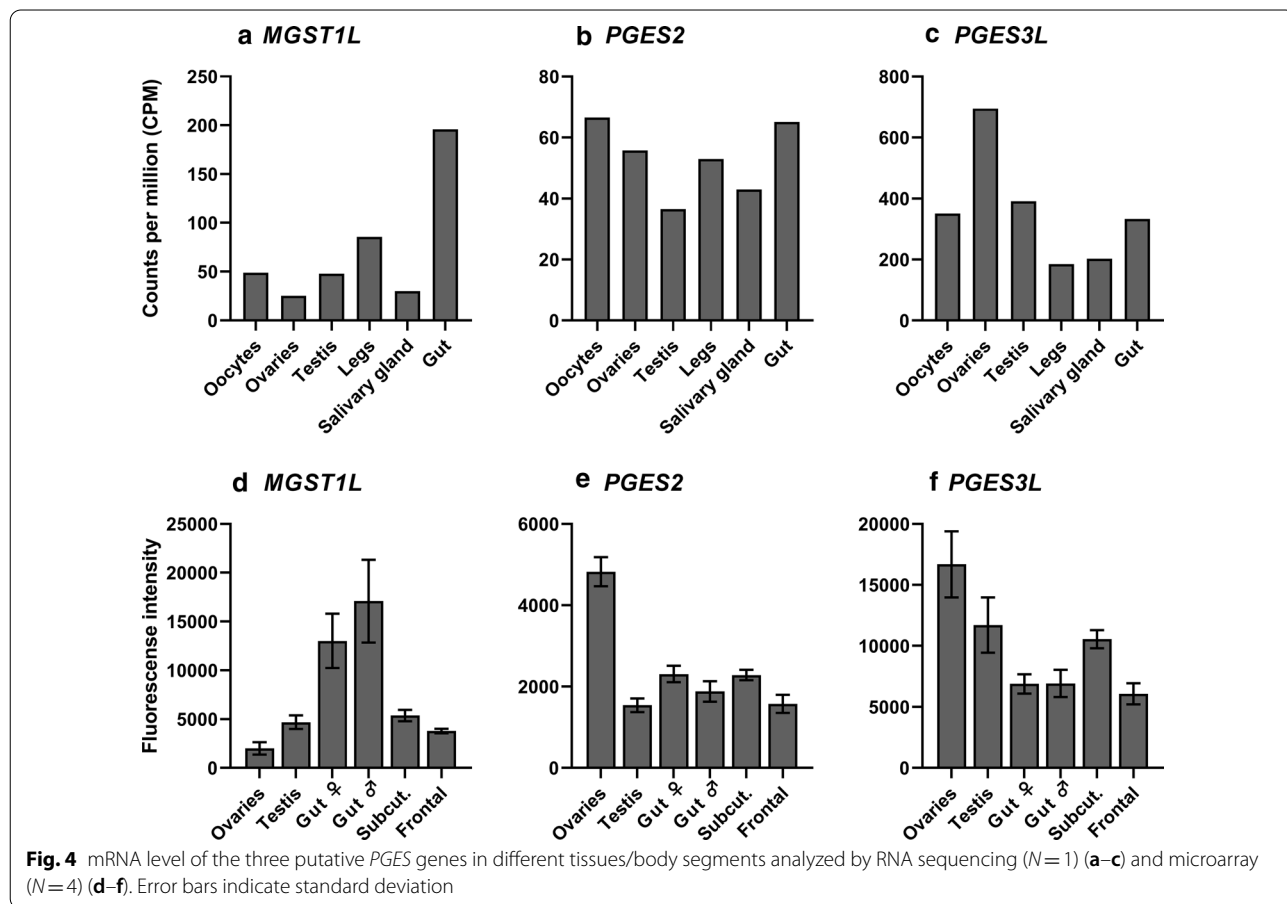 a MGST1L
b PGES2
c PGES3L
Counts per million (CPM)
250
200
150
100
50
0
Oocytes
Ovaries
Testis
Legs
Salivary gland
Gut
80
60
40
20
0
Oocytes
Ovaries
Testis
Legs
Salivary gland
Gut
800
600
400
200
0
Oocytes
Ovaries
Testis
Legs
Salivary gland
Gut
d MGST1L
e PGES2
f PGES3L
Fluorescense intensity
25000
20000
15000
10000
5000
0
Ovaries
Testis
Gut ♀
Gut ♂
Subcut.
Frontal
6000
4000
2000
0
Ovaries
Testis
Gut ♀
Gut ♂
Subcut.
Frontal
20000
15000
10000
5000
0
Ovaries
Testis
Gut ♀
Gut ♂
Subcut.
Frontal
Fig. 4 mRNA level of the three putative PGES genes in different tissues/body segments analyzed by RNA sequencing (N = 1) (a–c) and microarray
(N = 4) (d–f). Error bars indicate standard deviation